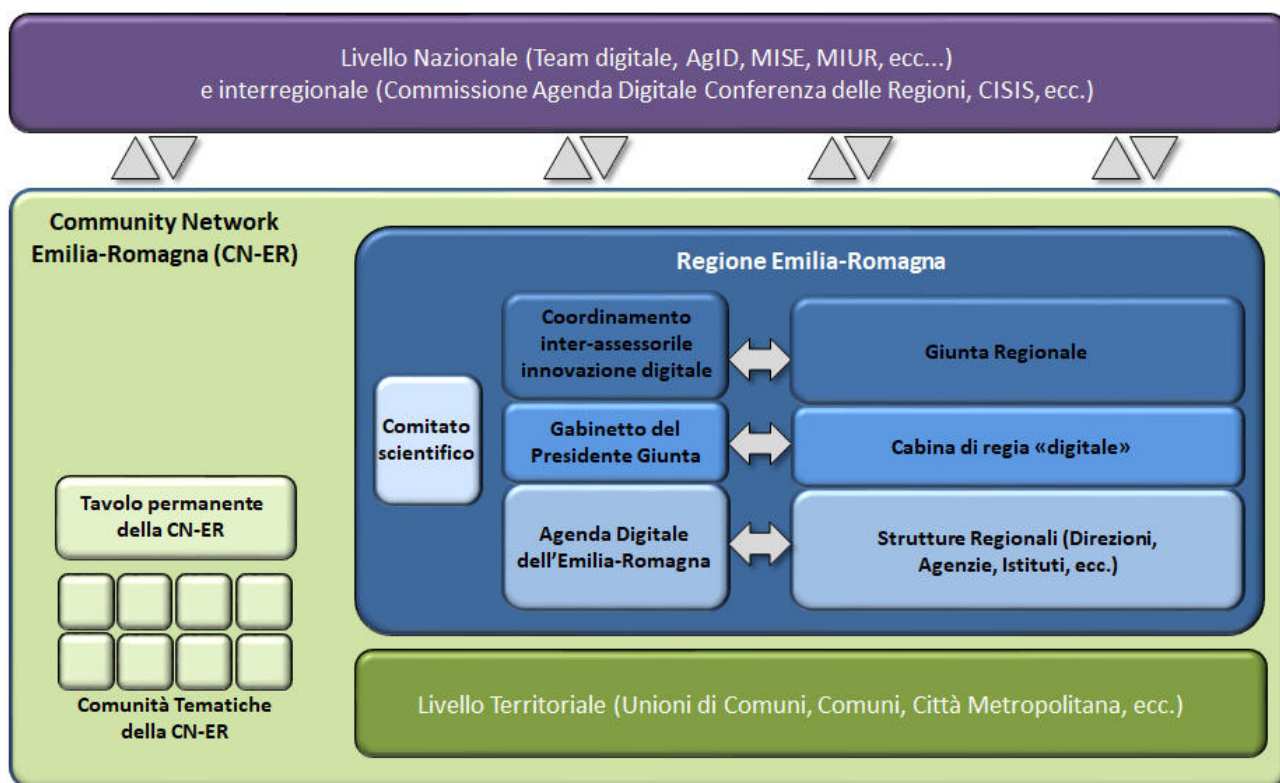 Livello Nazionale (Team digitale, AgID, MISE, MIUR, ecc...)
e interregionale (Commissione Agenda Digitale Conferenza delle Regioni, CISIS, ecc.)
Community Network
Emilia-Romagna (CN-ER)
Regione Emilia-Romagna
Coordinamento
inter-assessorile
innovazione digitale
Giunta Regionale
Comitato
scientifico
Gabinetto del
Presidente Giunta
Cabina di regia «digitale»
Agenda Digitale
dell'Emilia-Romagna
Strutture Regionali (Direzioni,
Agenzie, Istituti, ecc.)
Tavolo permanente
della CN-ER
Comunità Tematiche
della CN-ER
Livello Territoriale (Unioni di Comuni, Comuni, Città Metropolitana, ecc.)